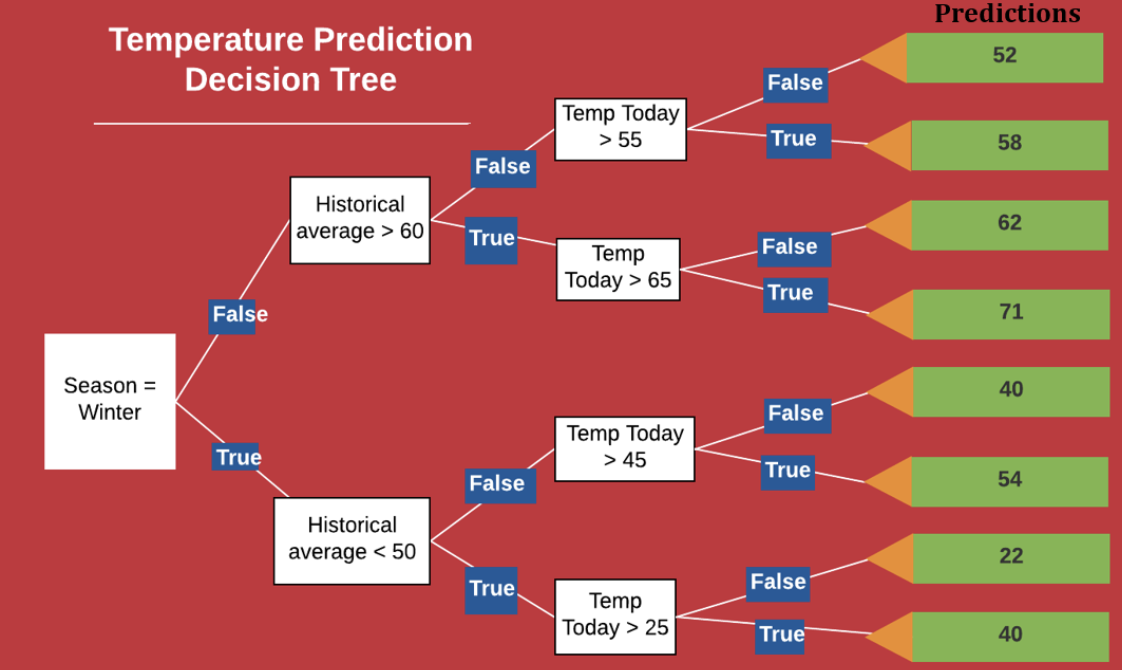 Predictions
Temperature Prediction
Decision Tree
52
False
Temp Today
> 55
True
58
False
Historical
average > 60
True
62
False
Temp
Today > 65
True
71
False
Season =
Winter
40
False
Temp Today
> 45
True
54
True
False
Historical
average < 50
True
22
False
Temp
Today > 25
True
40